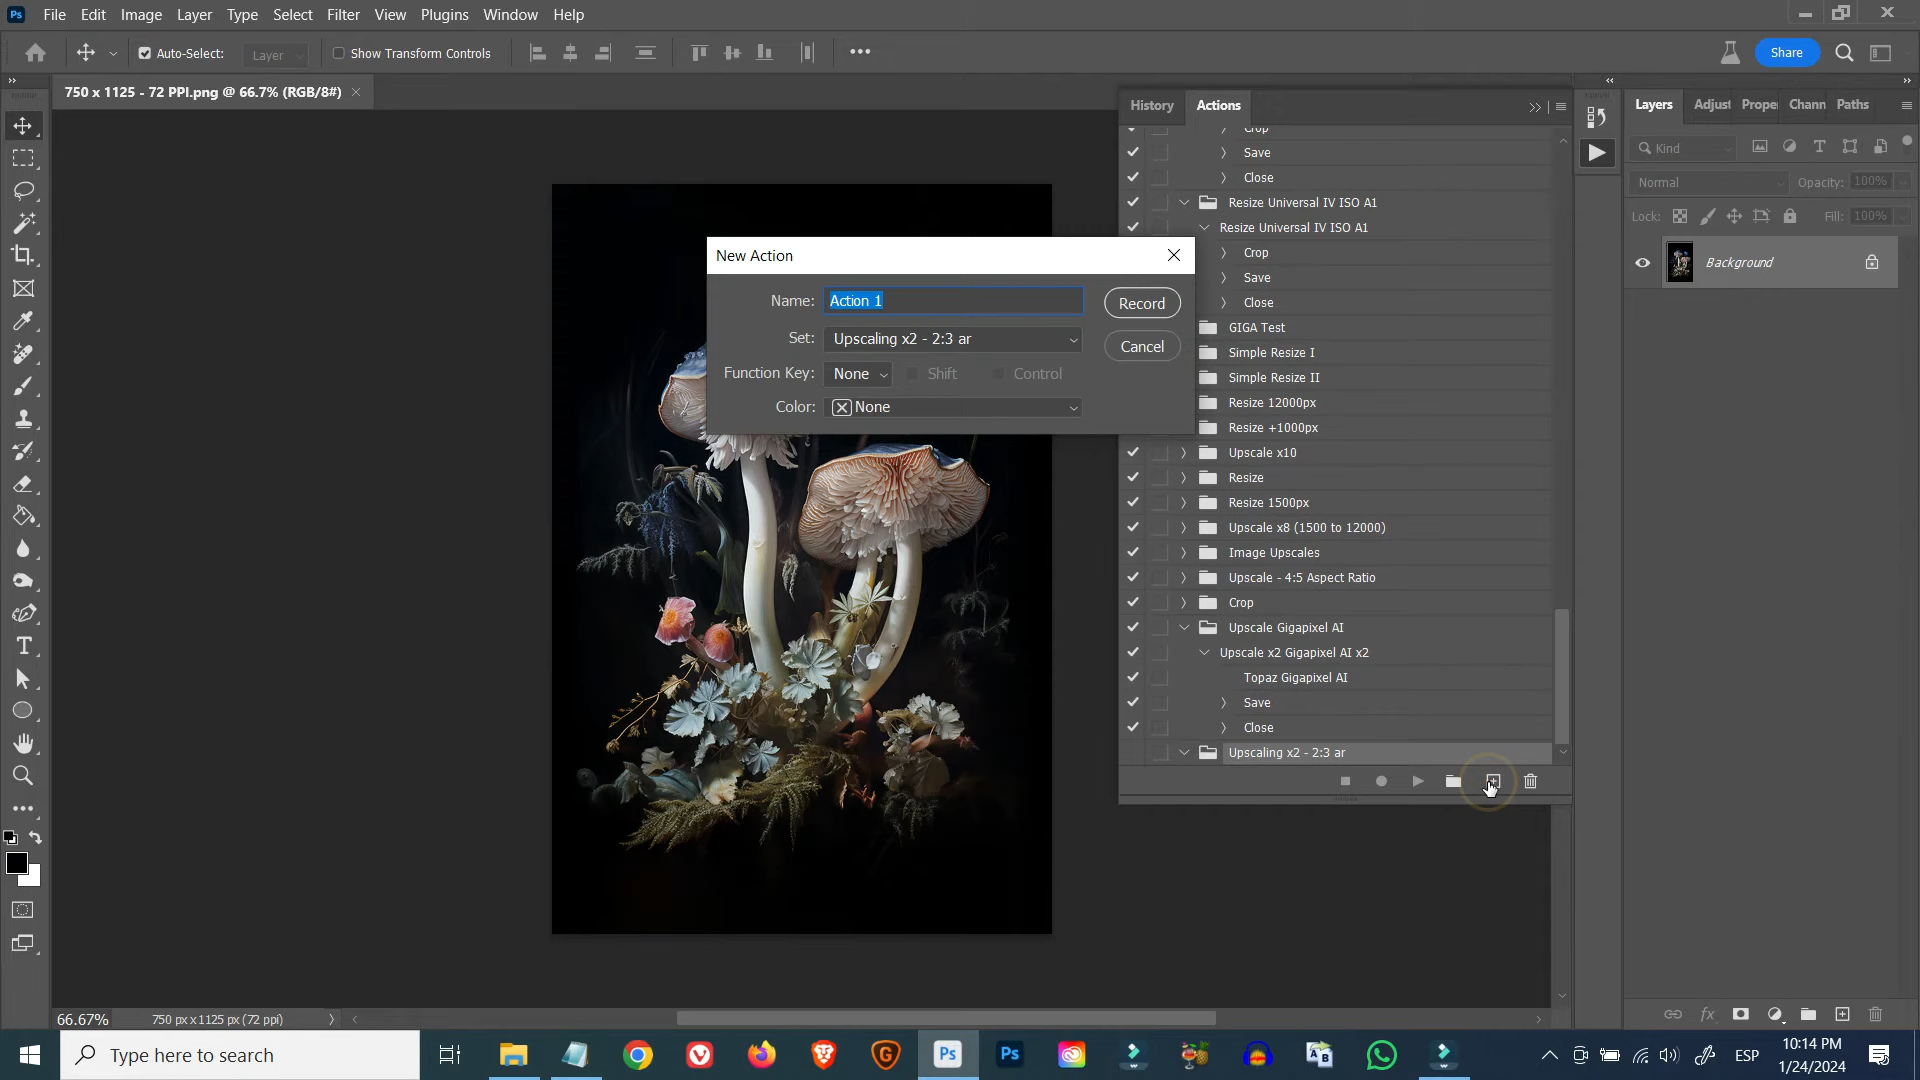 Ps File Edit Image Layer Type Select Filter View Plugins Window Help
Auto-Select: Layer Show Transform Controls Share
750 x 1125 - 72 PPI.png @ 66.7% (RGB/8#)
History Actions
Save
Close
Resize Universal IV ISO A1
Resize Universal IV ISO A1
Crop
Save
Close
GIGA Test
Simple Resize I
Simple Resize II
Resize 12000px
Resize +1000px
Upscale x10
Resize
Resize 1500px
Upscale x8 (1500 to 12000)
Image Upscales
Upscale - 4:5 Aspect Ratio
Crop
Upscale Gigapixel AI
Upscale x2 Gigapixel AI x2
Topaz Gigapixel AI
Save
Close
Upscaling x2 - 2:3 ar
New Action
Name: Action 1 Record
Set: Upscaling x2 - 2:3 ar Cancel
Function Key: None Shift Control
Color: None
Layers Adjust Prope Chann Paths
Kind
Normal Opacity: 100%
Lock: Fill: 100%
Background
fx
66.67% 750 px x 1125 px (72 ppi)
Type here to search
Ps Ps
ESP
10:14 PM
1/24/2024